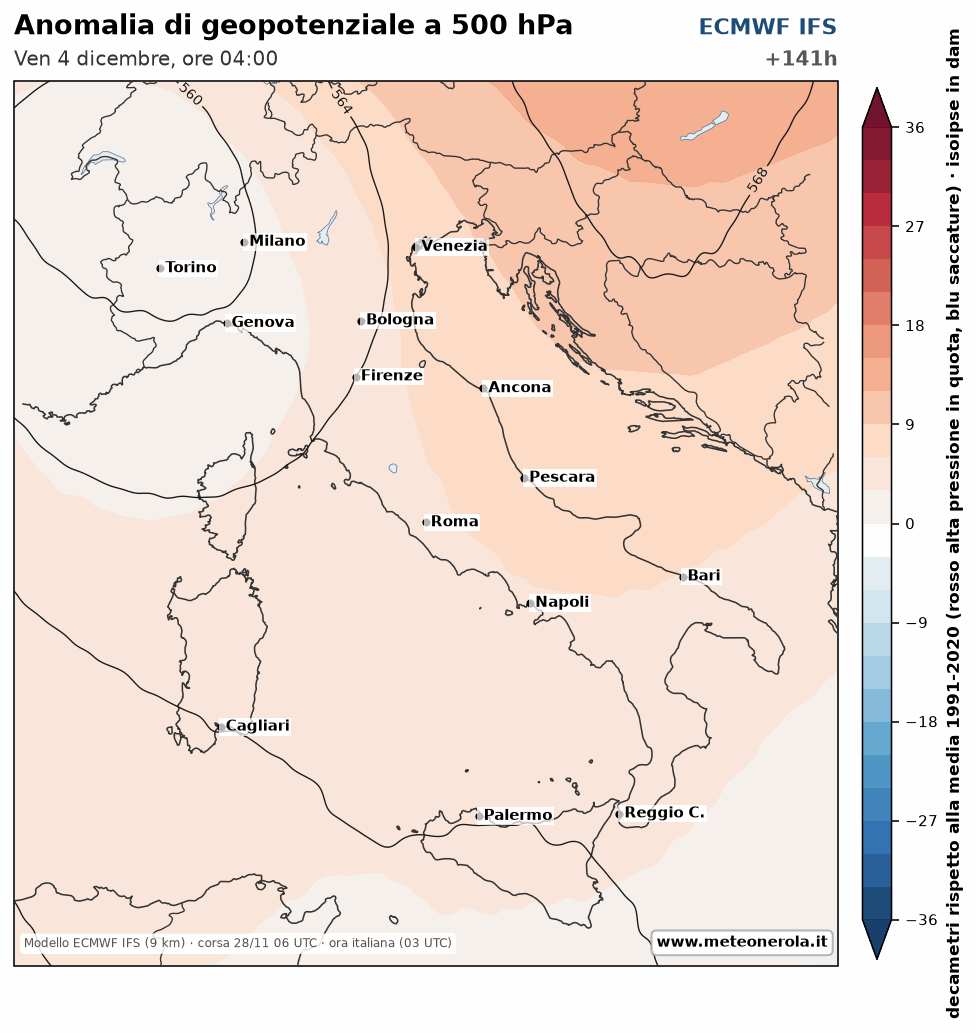 Anomalia di geopotenziale a 500 hPa
ECMWF IFS
Ven 4 dicembre, ore 04:00
+141h
560
564
568
Milano
Torino
Venezia
Genova
Bologna
Firenze
Ancona
Pescara
Roma
Bari
Napoli
Cagliari
Palermo
Reggio C.
36
27
18
9
0
−9
−18
−27
−36
decametri rispetto alla media 1991-2020 (rosso alta pressione in quota, blu saccature) · isoipse in dam
Modello ECMWF IFS (9 km) · corsa 28/11 06 UTC · ora italiana (03 UTC)
www.meteonerola.it